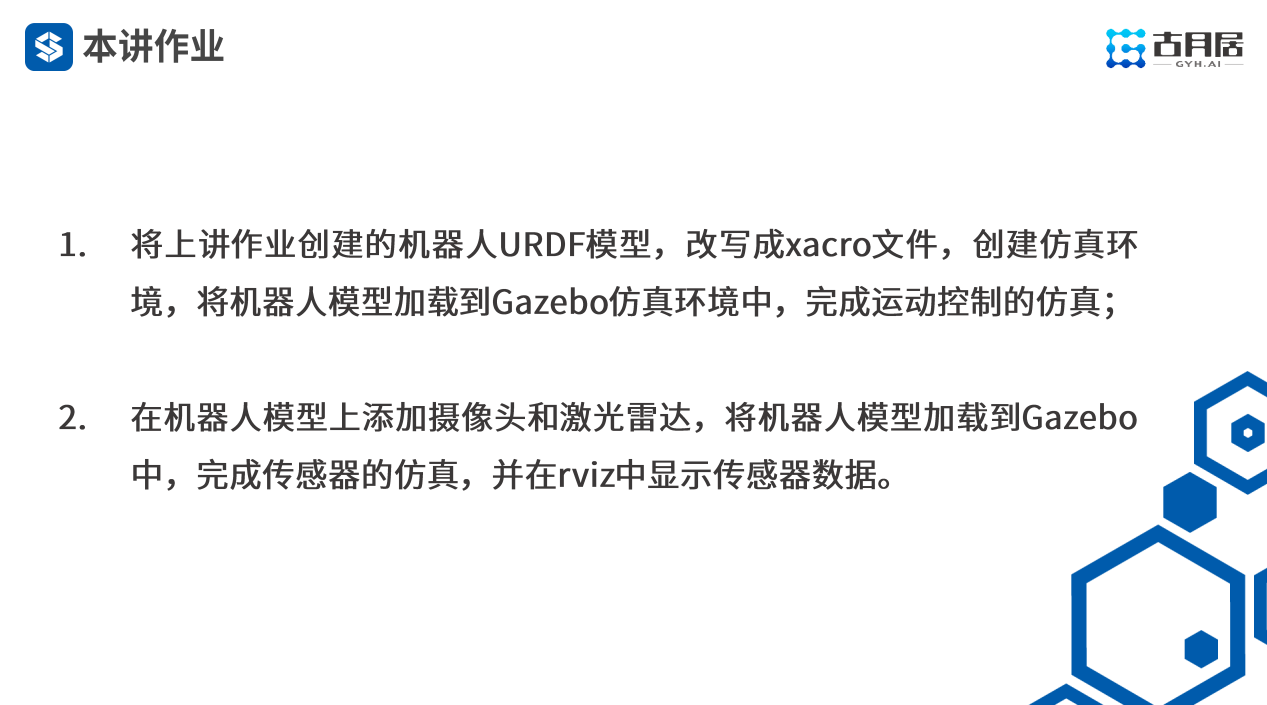 本讲作业
古月居
GYH.AI
1. 将上讲作业创建的机器人URDF模型，改写成xacro文件，创建仿真环
境，将机器人模型加载到Gazebo仿真环境中，完成运动控制的仿真；
2. 在机器人模型上添加摄像头和激光雷达，将机器人模型加载到Gazebo
中，完成传感器的仿真，并在rviz中显示传感器数据。